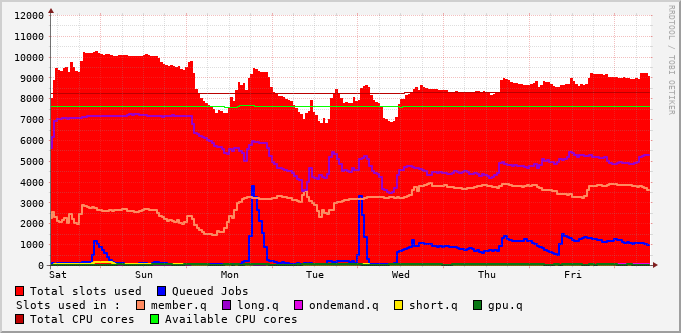 12000
11000
10000
9000
8000
7000
6000
5000
4000
3000
2000
1000
0
Sat Sun Mon Tue Wed Thu Fri
RRDTOOL / TOBI OETIKER
Total slots used Queued Jobs
Slots used in : member.q long.q ondemand.q short.q gpu.q
Total CPU cores Available CPU cores